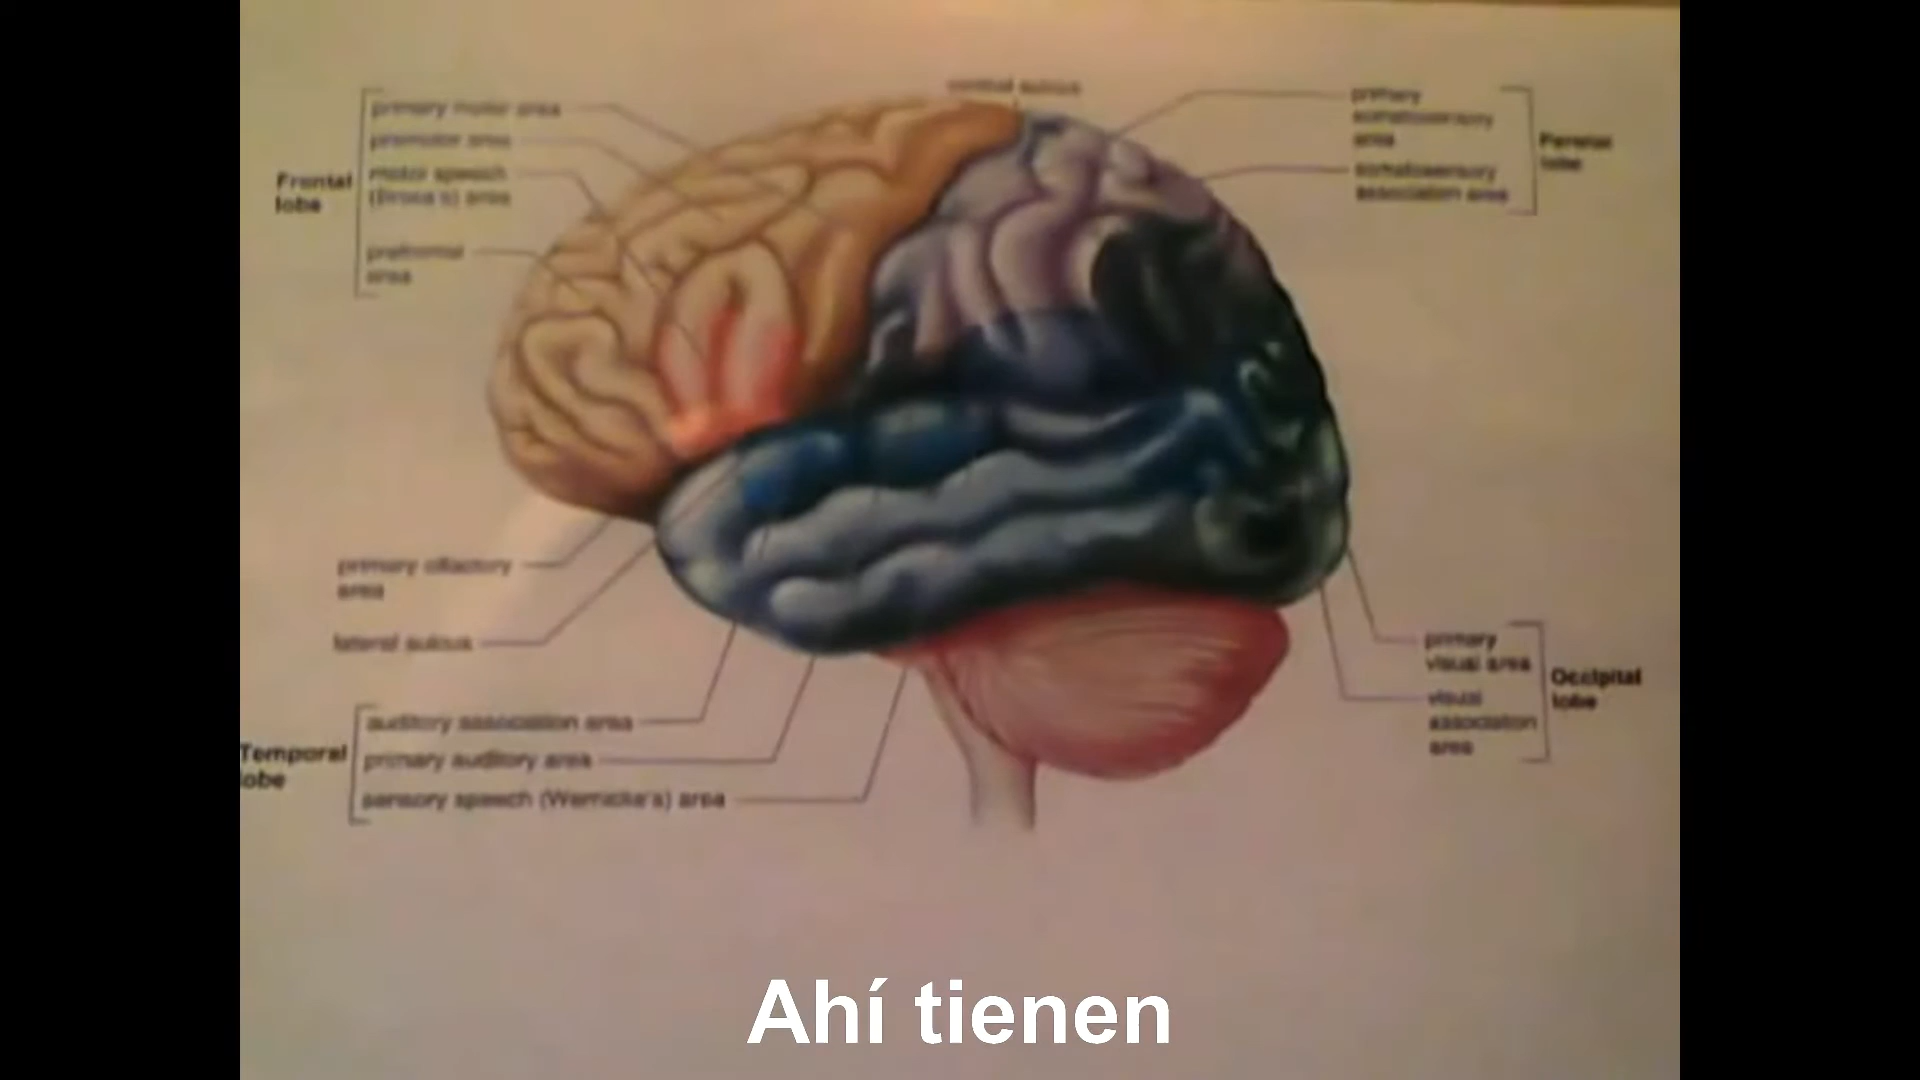 central sulcus
primary motor area
premotor area
motor speech
(Broca's) area
prefrontal
area
Frontal
lobe
primary
somatosensory
area
somatosensory
association area
Parietal
lobe
primary olfactory
area
lateral sulcus
auditory association area
primary auditory area
sensory speech (Wernicke's) area
Temporal
lobe
primary
visual area
visual
association
area
Occipital
lobe
Ahí tienen